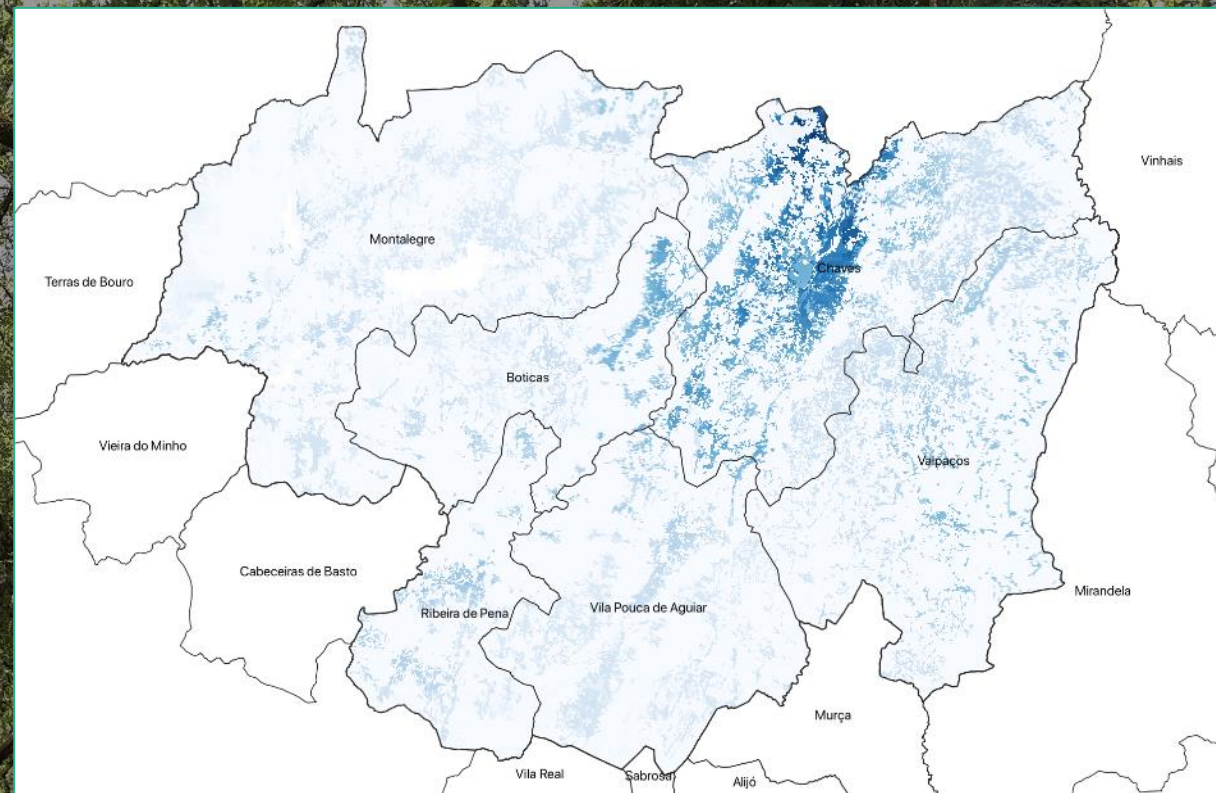 Vinhais
Montalegre
Chaves
Terras de Bouro
Boticas
Vieira do Minho
Valpaços
Cabeceiras de Basto
Mirandela
Vila Pouca de Aguiar
Ribeira de Pena
Murça
Vila Real
Sabrosa
Alijó